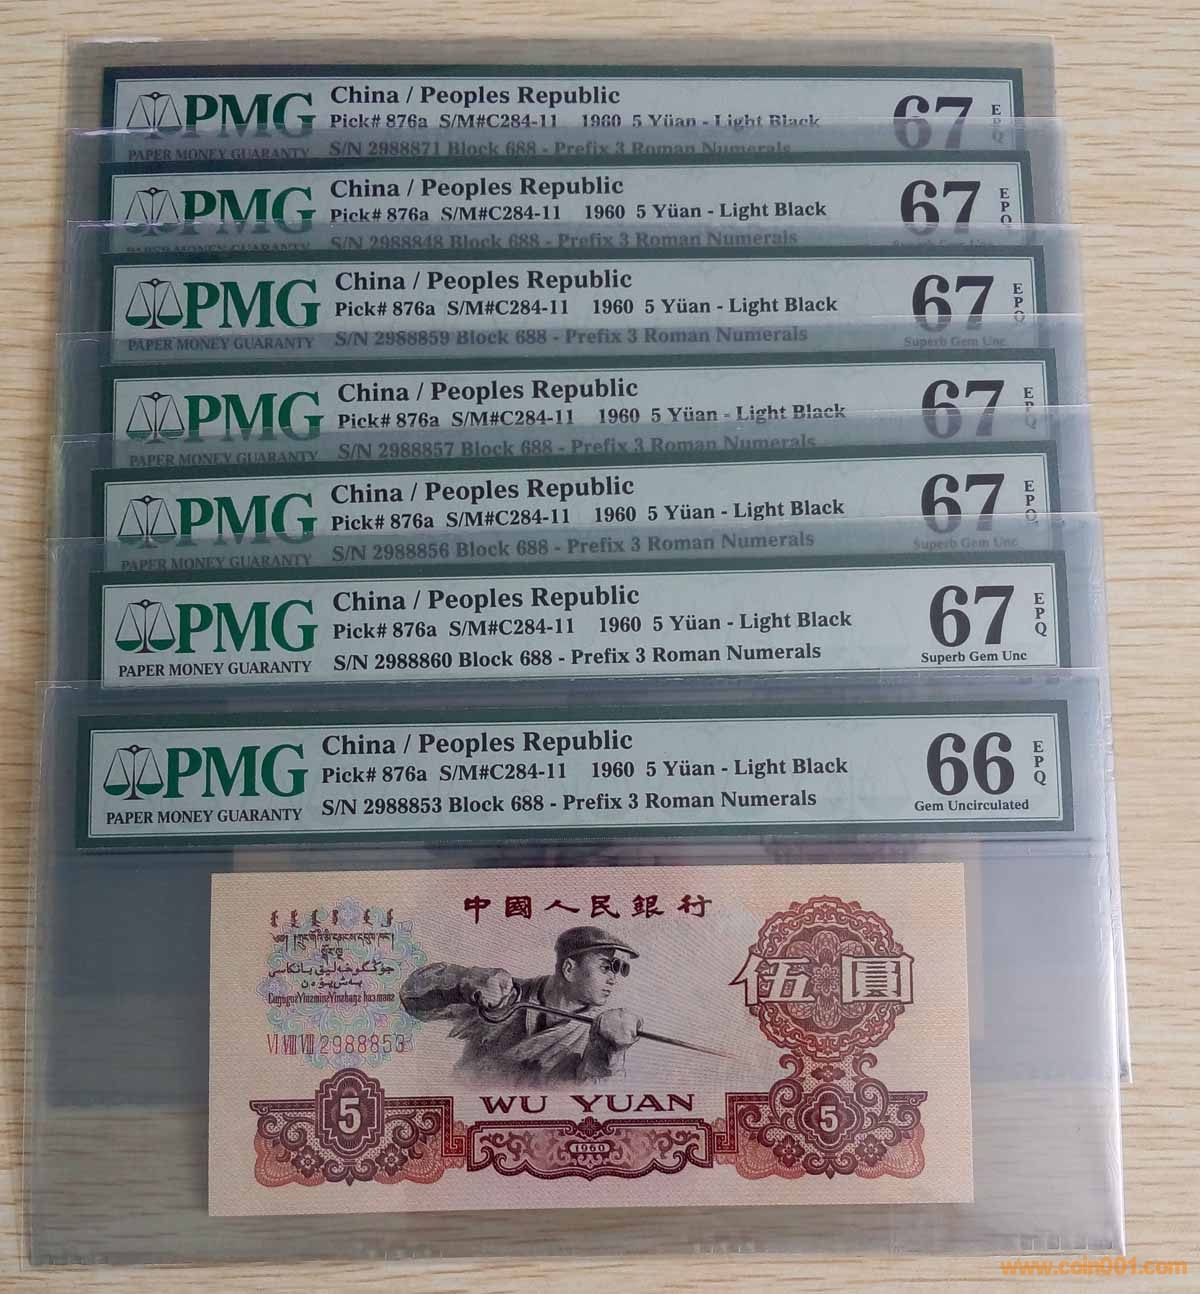 PMG
China / Peoples Republic
Pick# 876a S/M#C284-11 1960 5 Yüan - Light Black
67 EPQ
PAPER MONEY GUARANTY
S/N 2988871 Block 688 - Prefix 3 Roman Numerals
PMG
China / Peoples Republic
Pick# 876a S/M#C284-11 1960 5 Yüan - Light Black
67 EPQ
S/N 2988848 Block 688 - Prefix 3 Roman Numerals
PMG
China / Peoples Republic
Pick# 876a S/M#C284-11 1960 5 Yüan - Light Black
67 EPQ
PAPER MONEY GUARANTY
S/N 2988859 Block 688 - Prefix 3 Roman Numerals
Superb Gem Unc
PMG
China / Peoples Republic
Pick# 876a S/M#C284-11 1960 5 Yüan - Light Black
67 EPQ
PAPER MONEY GUARANTY
S/N 2988857 Block 688 - Prefix 3 Roman Numerals
PMG
China / Peoples Republic
Pick# 876a S/M#C284-11 1960 5 Yüan - Light Black
67 EPQ
PAPER MONEY GUARANTY
S/N 2988856 Block 688 - Prefix 3 Roman Numerals
Superb Gem Unc
PMG
China / Peoples Republic
Pick# 876a S/M#C284-11 1960 5 Yüan - Light Black
67 EPQ
PAPER MONEY GUARANTY
S/N 2988860 Block 688 - Prefix 3 Roman Numerals
Superb Gem Unc
PMG
China / Peoples Republic
Pick# 876a S/M#C284-11 1960 5 Yüan - Light Black
66 EPQ
PAPER MONEY GUARANTY
S/N 2988853 Block 688 - Prefix 3 Roman Numerals
Gem Uncirculated
中國人民銀行
伍圓
VI VIII VIII 2988853
WU YUAN
5
5
1960
www.coin001.com